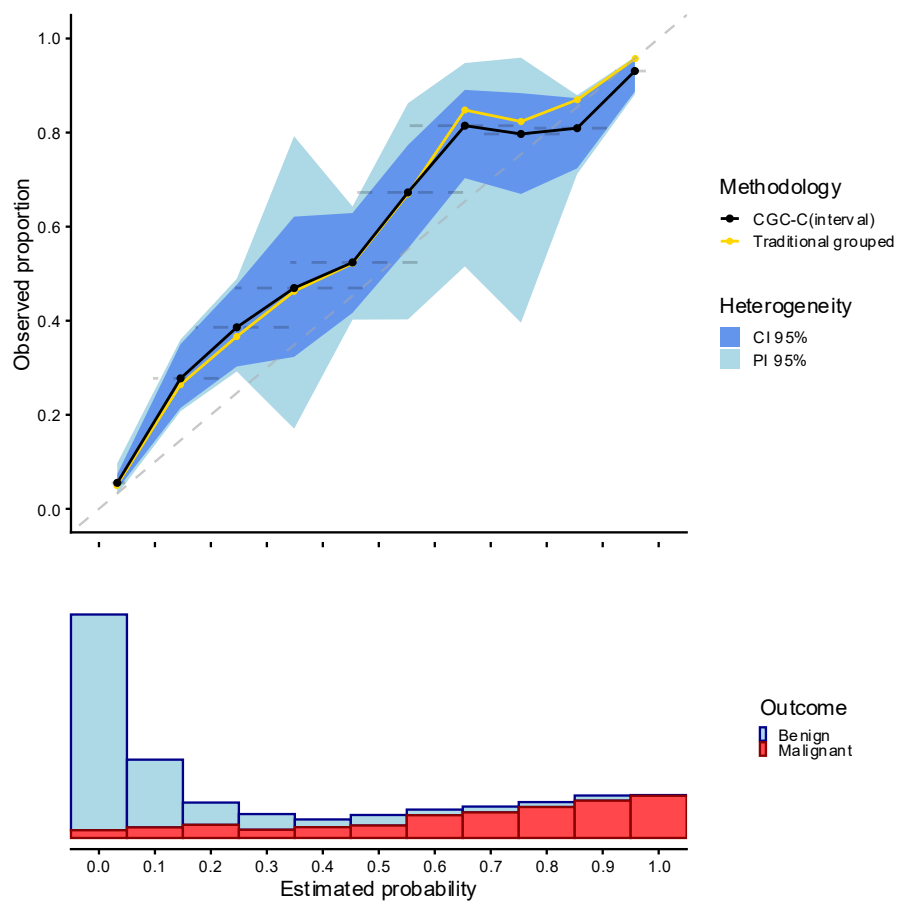 1.0
0.8
0.6
0.4
0.2
0.0
Observed proportion
Methodology
CGC-C(interval)
Traditional grouped
Heterogeneity
CI 95%
PI 95%
Outcome
Benign
Malignant
0.0 0.1 0.2 0.3 0.4 0.5 0.6 0.7 0.8 0.9 1.0
Estimated probability